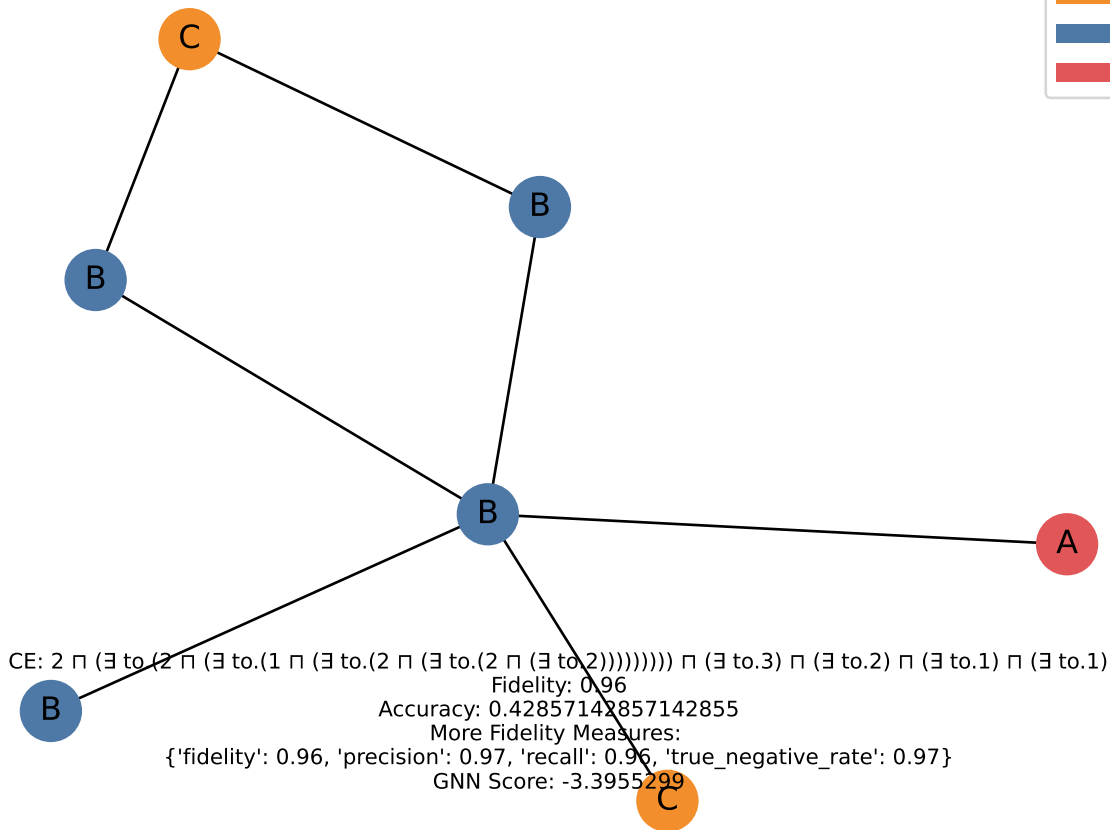 C
B
B
B
A
CE: 2 ⊓ (∃ to.(2 ⊓ (∃ to.(1 ⊓ (∃ to.(2 ⊓ (∃ to.(2 ⊓ (∃ to.2))))))))) ⊓ (∃ to.3) ⊓ (∃ to.2) ⊓ (∃ to.1) ⊓ (∃ to.1)
Fidelity: 0.96
B
Accuracy: 0.42857142857142855
More Fidelity Measures:
{'fidelity': 0.96, 'precision': 0.97, 'recall': 0.96, 'true_negative_rate': 0.97}
GNN Score: -3.3955299
C